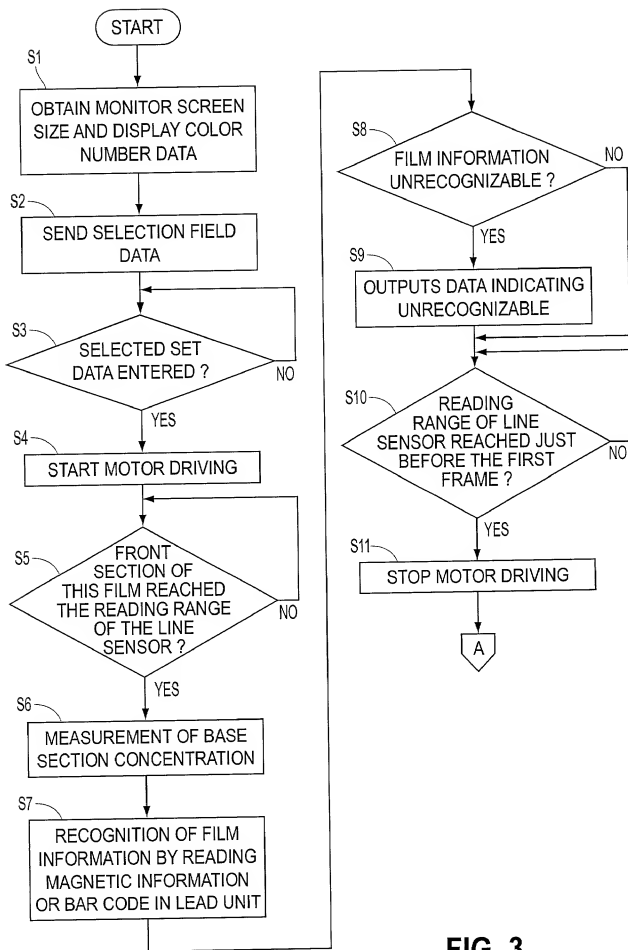 START
S1
OBTAIN MONITOR SCREEN
SIZE AND DISPLAY COLOR
NUMBER DATA
S2
SEND SELECTION FIELD
DATA
S3
SELECTED SET
DATA ENTERED ?
NO
YES
S4
START MOTOR DRIVING
S5
FRONT
SECTION OF
THIS FILM REACHED
THE READING RANGE
OF THE LINE
SENSOR ?
NO
YES
S6
MEASUREMENT OF BASE
SECTION CONCENTRATION
S7
RECOGNITION OF FILM
INFORMATION BY READING
MAGNETIC INFORMATION
OR BAR CODE IN LEAD UNIT
S8
FILM INFORMATION
UNRECOGNIZABLE ?
NO
YES
S9
OUTPUTS DATA INDICATING
UNRECOGNIZABLE
S10
READING
RANGE OF LINE
SENSOR REACHED JUST
BEFORE THE FIRST
FRAME ?
NO
YES
S11
STOP MOTOR DRIVING
A
FIG. 3